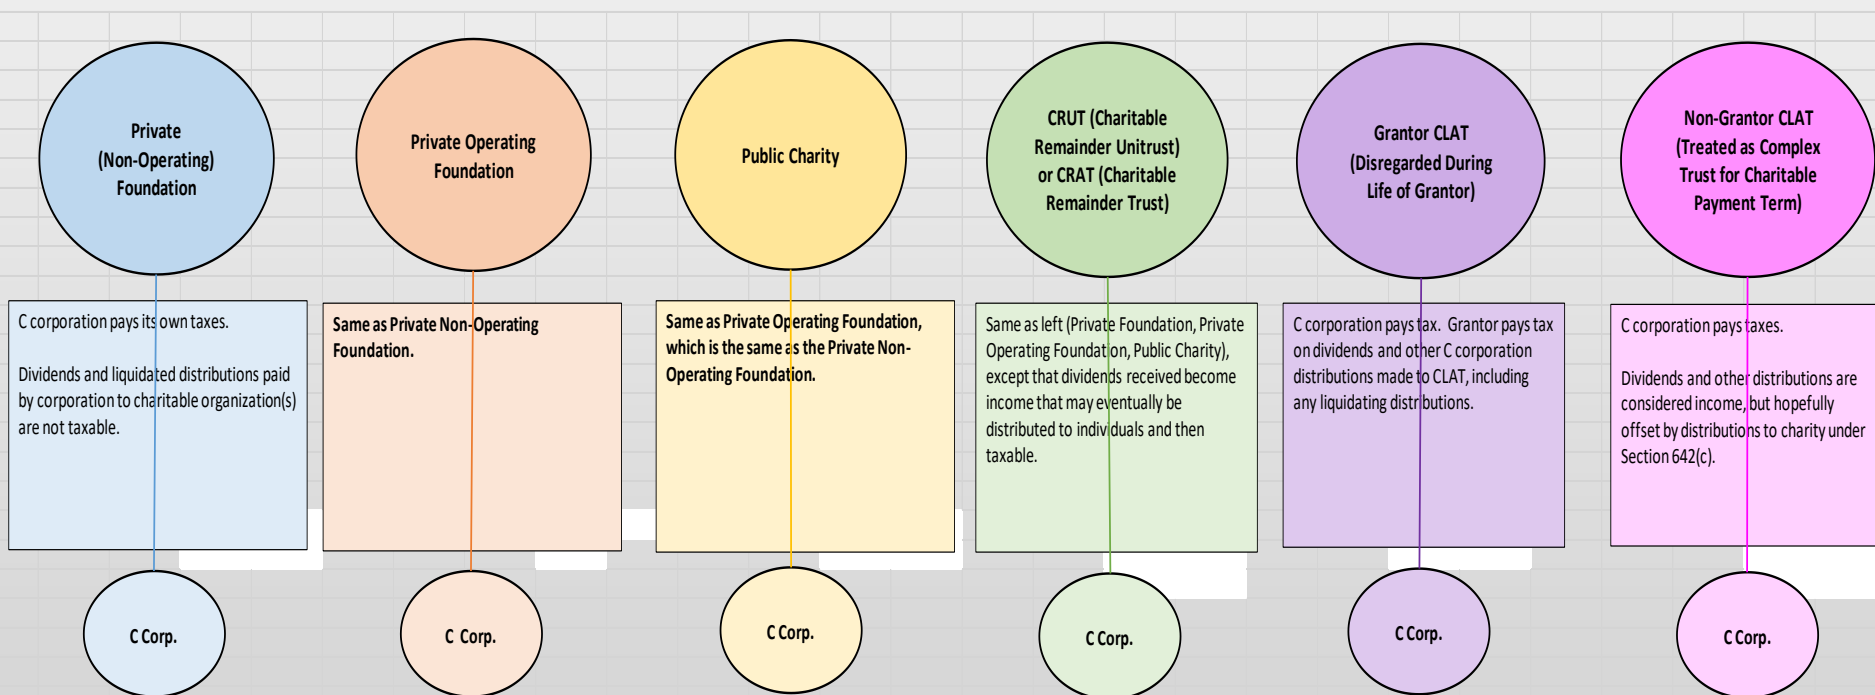 Private
(Non-Operating)
Foundation
Private Operating
Foundation
Public Charity
CRUT (Charitable
Remainder Unitrust)
or CRAT (Charitable
Remainder Trust)
Grantor CLAT
(Disregarded During
Life of Grantor)
Non-Grantor CLAT
(Treated as Complex
Trust for Charitable
Payment Term)
C corporation pays its own taxes.
Dividends and liquidated distributions paid
by corporation to charitable organization(s)
are not taxable.
Same as Private Non-Operating
Foundation.
Same as Private Operating Foundation,
which is the same as the Private Non-
Operating Foundation.
Same as left (Private Foundation, Private
Operating Foundation, Public Charity),
except that dividends received become
income that may eventually be
distributed to individuals and then
taxable.
C corporation pays tax.  Grantor pays tax
on dividends and other C corporation
distributions made to CLAT, including
any liquidating distributions.
C corporation pays taxes.
Dividends and other distributions are
considered income, but hopefully
offset by distributions to charity under
Section 642(c).
C Corp.
C Corp.
C Corp.
C Corp.
C Corp.
C Corp.